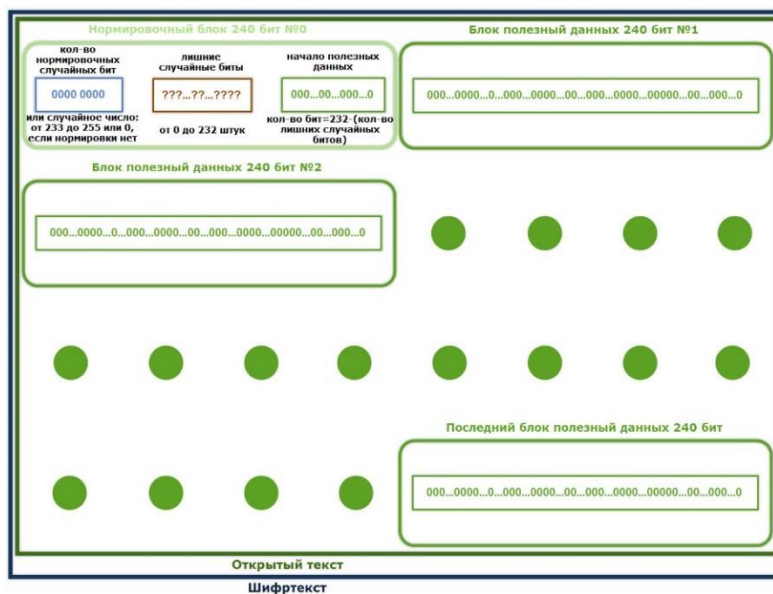 Нормировочный блок 240 бит №0
кол-во
нормировочных
случайных бит
0000 0000
или случайное число:
от 233 до 255 или 0,
если нормировки нет
лишние
случайные биты
???...??...????
от 0 до 232 штук
начало полезных
данных
000...00...000...0
кол-во бит=232-(кол-во
лишних случайных
битов)
Блок полезный данных 240 бит №1
000...0000...0...000...0000...00...000...0000...00000...00...000...0
Блок полезный данных 240 бит №2
000...0000...0...000...0000...00...000...0000...00000...00...000...0
Последний блок полезный данных 240 бит
000...0000...0...000...0000...00...000...0000...00000...00...000...0
Открытый текст
Шифртекст